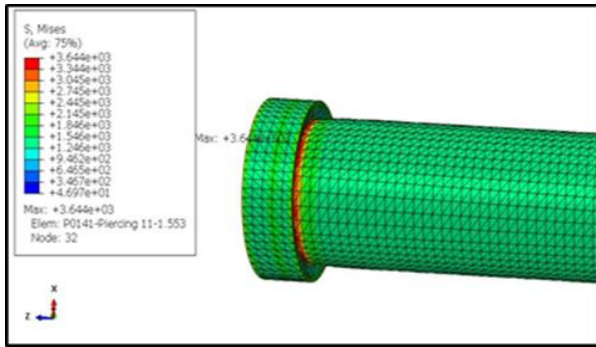 S, Mises
(Avg: 75%)
+3.644e+03
+3.344e+03
+3.045e+03
+2.745e+03
+2.445e+03
+2.145e+03
+1.846e+03
+1.546e+03
+1.246e+03
+9.462e+02
+6.465e+02
+3.467e+02
+4.697e+01
Max: +3.644e+03
Elem: P0141-Piercing 11-1.553
Node: 32
Max: +3.644e+03
x
z